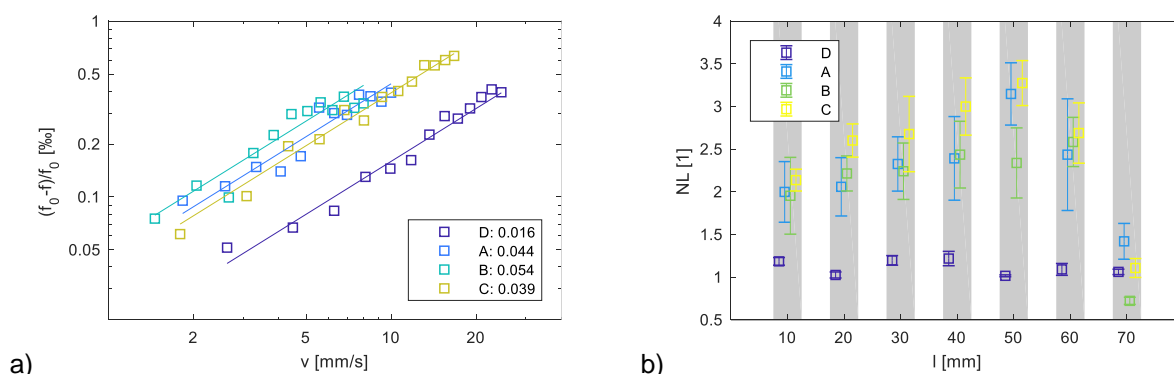 1
0.5
0.2
0.1
0.05
(f0-f)/f0 [‰]
2
5
10
20
v [mm/s]
D: 0.016
A: 0.044
B: 0.054
C: 0.039
a)
4
3.5
3
2.5
2
1.5
1
0.5
NL [1]
D
A
B
C
10
20
30
40
50
60
70
l [mm]
b)